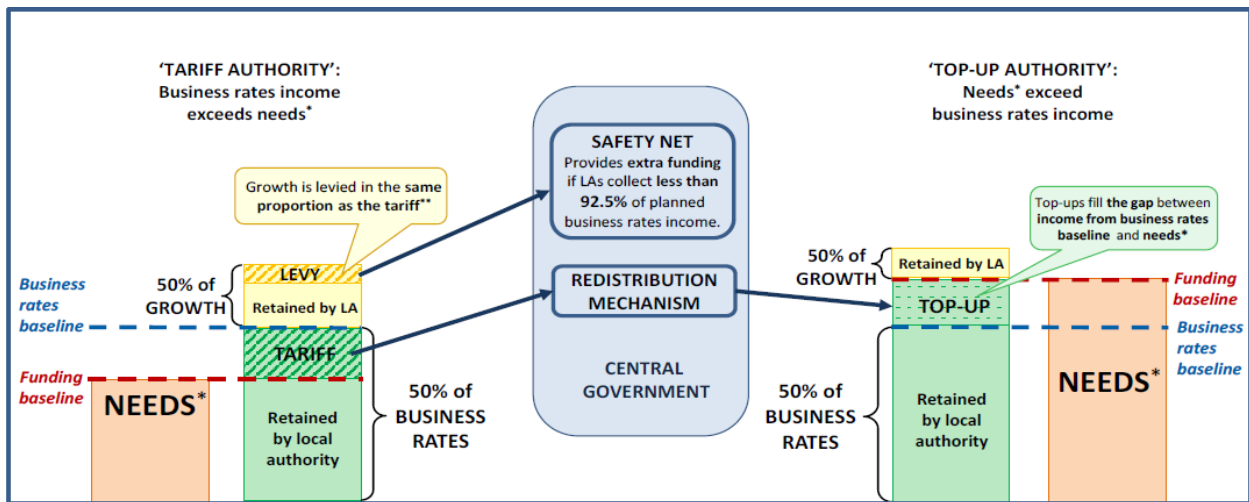 ‘TARIFF AUTHORITY’:
Business rates income
exceeds needs*
Growth is levied in the same
proportion as the tariff**
50% of
GROWTH
LEVY
Retained by LA
Business
rates
baseline
TARIFF
Funding
baseline
NEEDS*
Retained
by local
authority
50% of
BUSINESS
RATES
SAFETY NET
Provides extra funding
if LAs collect less than
92.5% of planned
business rates income.
REDISTRIBUTION
MECHANISM
CENTRAL
GOVERNMENT
‘TOP-UP AUTHORITY’:
Needs* exceed
business rates income
Top-ups fill the gap between
income from business rates
baseline and needs*
50% of
GROWTH
Retained by LA
TOP-UP
Funding
baseline
Business
rates
baseline
50% of
BUSINESS
RATES
Retained
by local
authority
NEEDS*